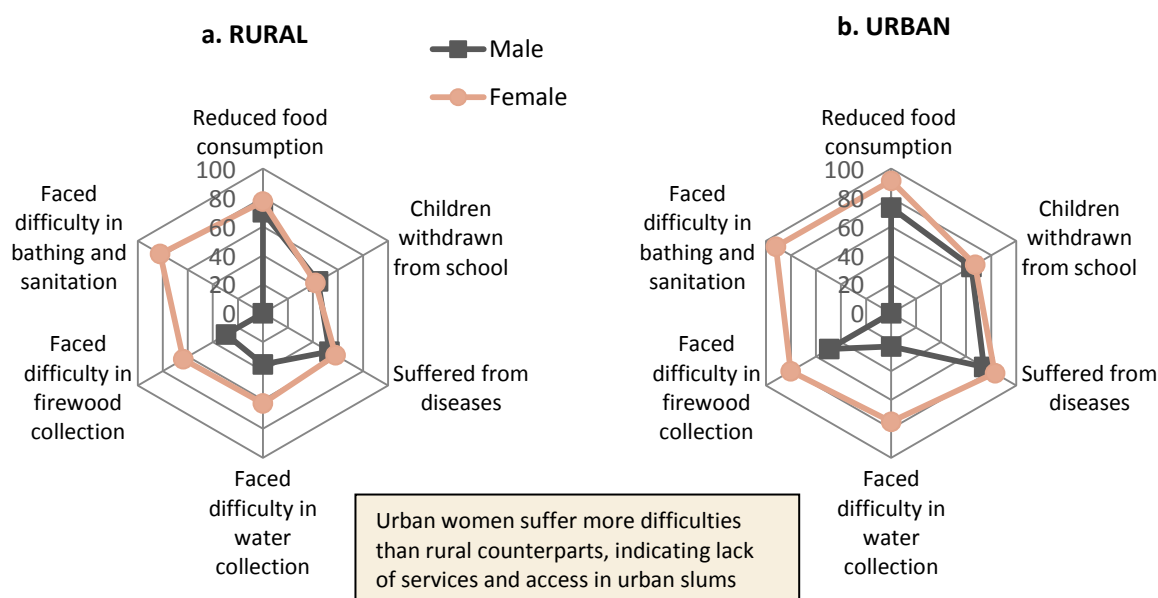 a. RURAL
Male
Female
b. URBAN
Reduced food
consumption
100
80
60
40
20
0
Children
withdrawn
from school
Suffered from
diseases
Faced
difficulty in
water
collection
Faced
difficulty in
firewood
collection
Faced
difficulty in
bathing and
sanitation
Reduced food
consumption
100
80
60
40
20
0
Children
withdrawn
from school
Suffered from
diseases
Faced
difficulty in
water
collection
Faced
difficulty in
firewood
collection
Faced
difficulty in
bathing and
sanitation
Urban women suffer more difficulties
than rural counterparts, indicating lack
of services and access in urban slums